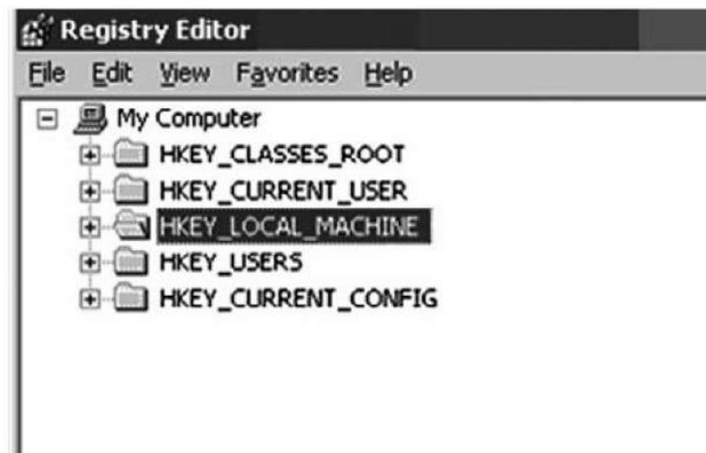 Registry Editor
File Edit View Favorites Help
My Computer
HKEY_CLASSES_ROOT
HKEY_CURRENT_USER
HKEY_LOCAL_MACHINE
HKEY_USERS
HKEY_CURRENT_CONFIG